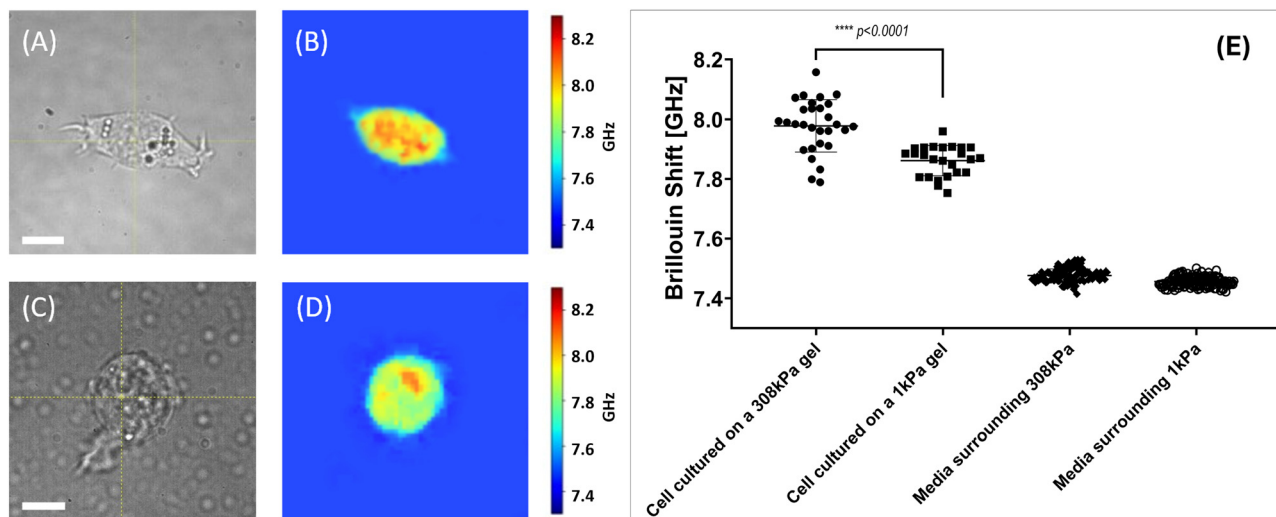 (A)
(B)
8.2
8.0
7.8
7.6
7.4
GHz
(C)
(D)
8.2
8.0
7.8
7.6
7.4
GHz
(E)
**** p<0.0001
Brillouin Shift [GHz]
8.2
8.0
7.8
7.6
7.4
Cell cultured on a 308kPa gel
Cell cultured on a 1kPa gel
Media surrounding 308kPa
Media surrounding 1kPa